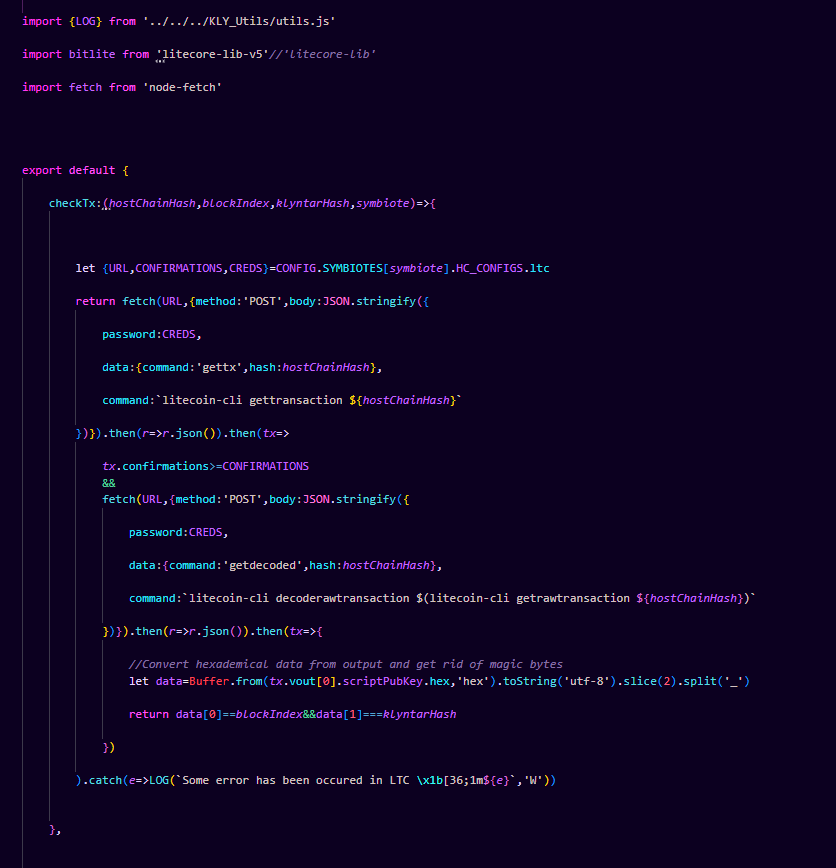 import {LOG} from '../../../KLY_Utils/utils.js'
import bitlite from 'litecore-lib-v5'//'litecore-lib'
import fetch from 'node-fetch'
export default {
checkTx:(hostChainHash,blockIndex,klyntarHash,symbiote)=>{
let {URL,CONFIRMATIONS,CREDS}=CONFIG.SYMBIOTES[symbiote].HC_CONFIGS.ltc
return fetch(URL,{method:'POST',body:JSON.stringify({
password:CREDS,
data:{command:'gettx',hash:hostChainHash},
command:`litecoin-cli gettransaction ${hostChainHash}`
})}).then(r=>r.json()).then(tx=>
tx.confirmations>=CONFIRMATIONS
&&
fetch(URL,{method:'POST',body:JSON.stringify({
password:CREDS,
data:{command:'getdecoded',hash:hostChainHash},
command:`litecoin-cli decoderawtransaction $(litecoin-cli getrawtransaction ${hostChainHash})`
})}).then(r=>r.json()).then(tx=>{
//Convert hexademical data from output and get rid of magic bytes
let data=Buffer.from(tx.vout[0].scriptPubKey.hex,'hex').toString('utf-8').slice(2).split('_')
return data[0]==blockIndex&&data[1]===klyntarHash
})
).catch(e=>LOG(`Some error has been occured in LTC \x1b[36;1m${e}`,'W'))
},